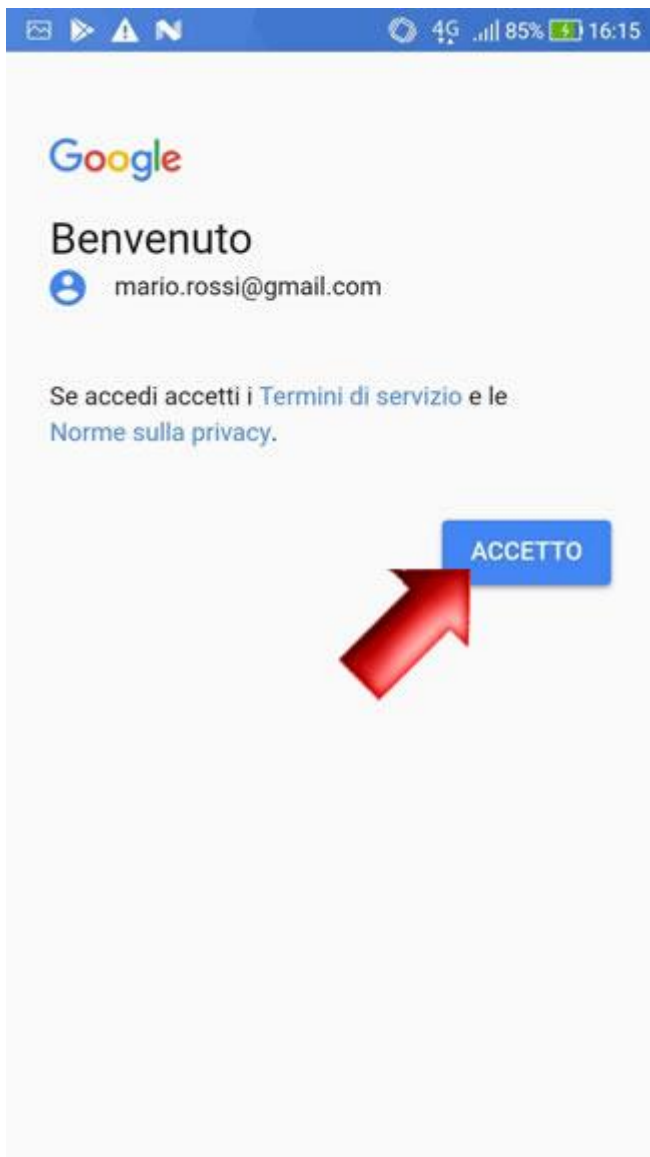 4G 85% 16:15
Google
Benvenuto
mario.rossi@gmail.com
Se accedi accetti i Termini di servizio e le
Norme sulla privacy.
ACCETTO